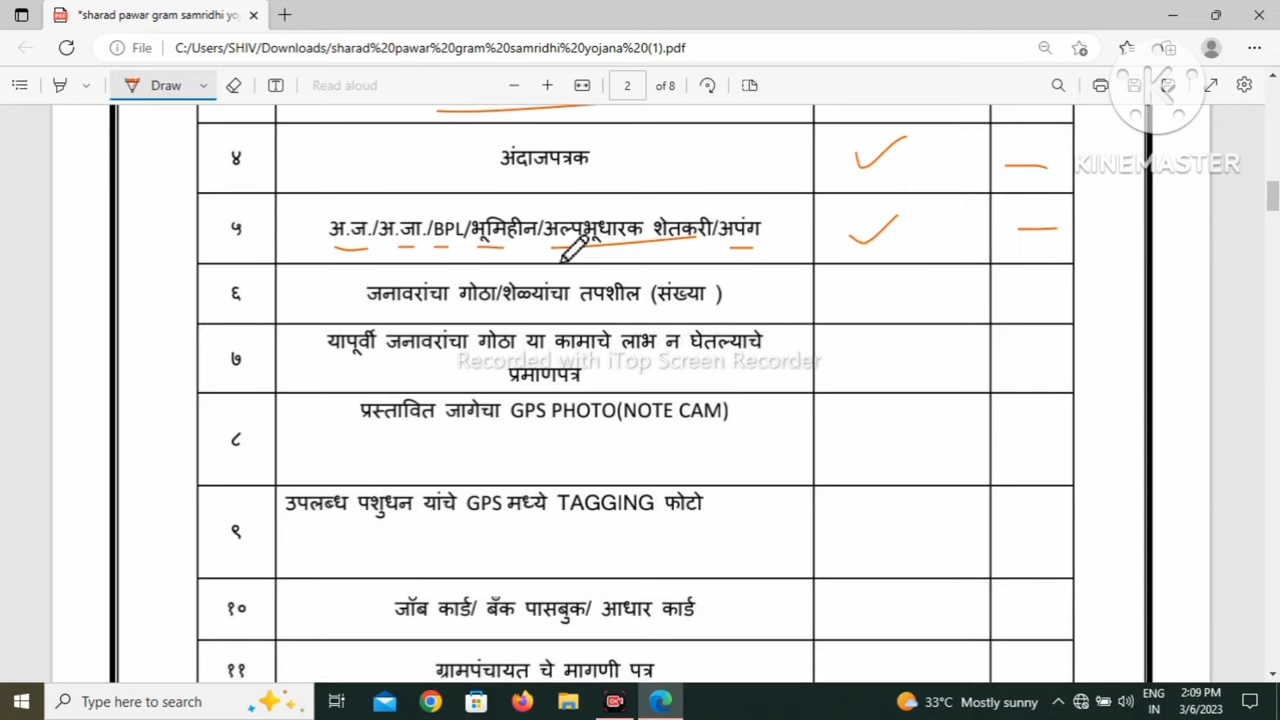 *sharad pawar gram samridhi yo
File C:/Users/SHIV/Downloads/sharad%20pawar%20gram%20samridhi%20yojana%20(1).pdf
Draw Read aloud 2 of 8
KINEMASTER
४ अंदाजपत्रक
५ अ.ज./अ.जा./BPL/भूमिहीन/अल्पभूधारक शेतकरी/अपंग
६ जनावरांचा गोठा/शेळ्यांचा तपशील (संख्या )
७ यापूर्वी जनावरांचा गोठा या कामाचे लाभ न घेतल्याचे
प्रमाणपत्र
Recorded with iTop Screen Recorder
८ प्रस्तावित जागेचा GPS PHOTO(NOTE CAM)
९ उपलब्ध पशुधन यांचे GPS मध्ये TAGGING फोटो
१० जॉब कार्ड/ बँक पासबुक/ आधार कार्ड
११ ग्रामपंचायत चे मागणी पत्र
Type here to search 33°C Mostly sunny ENG 2:09 PM
IN 3/6/2023